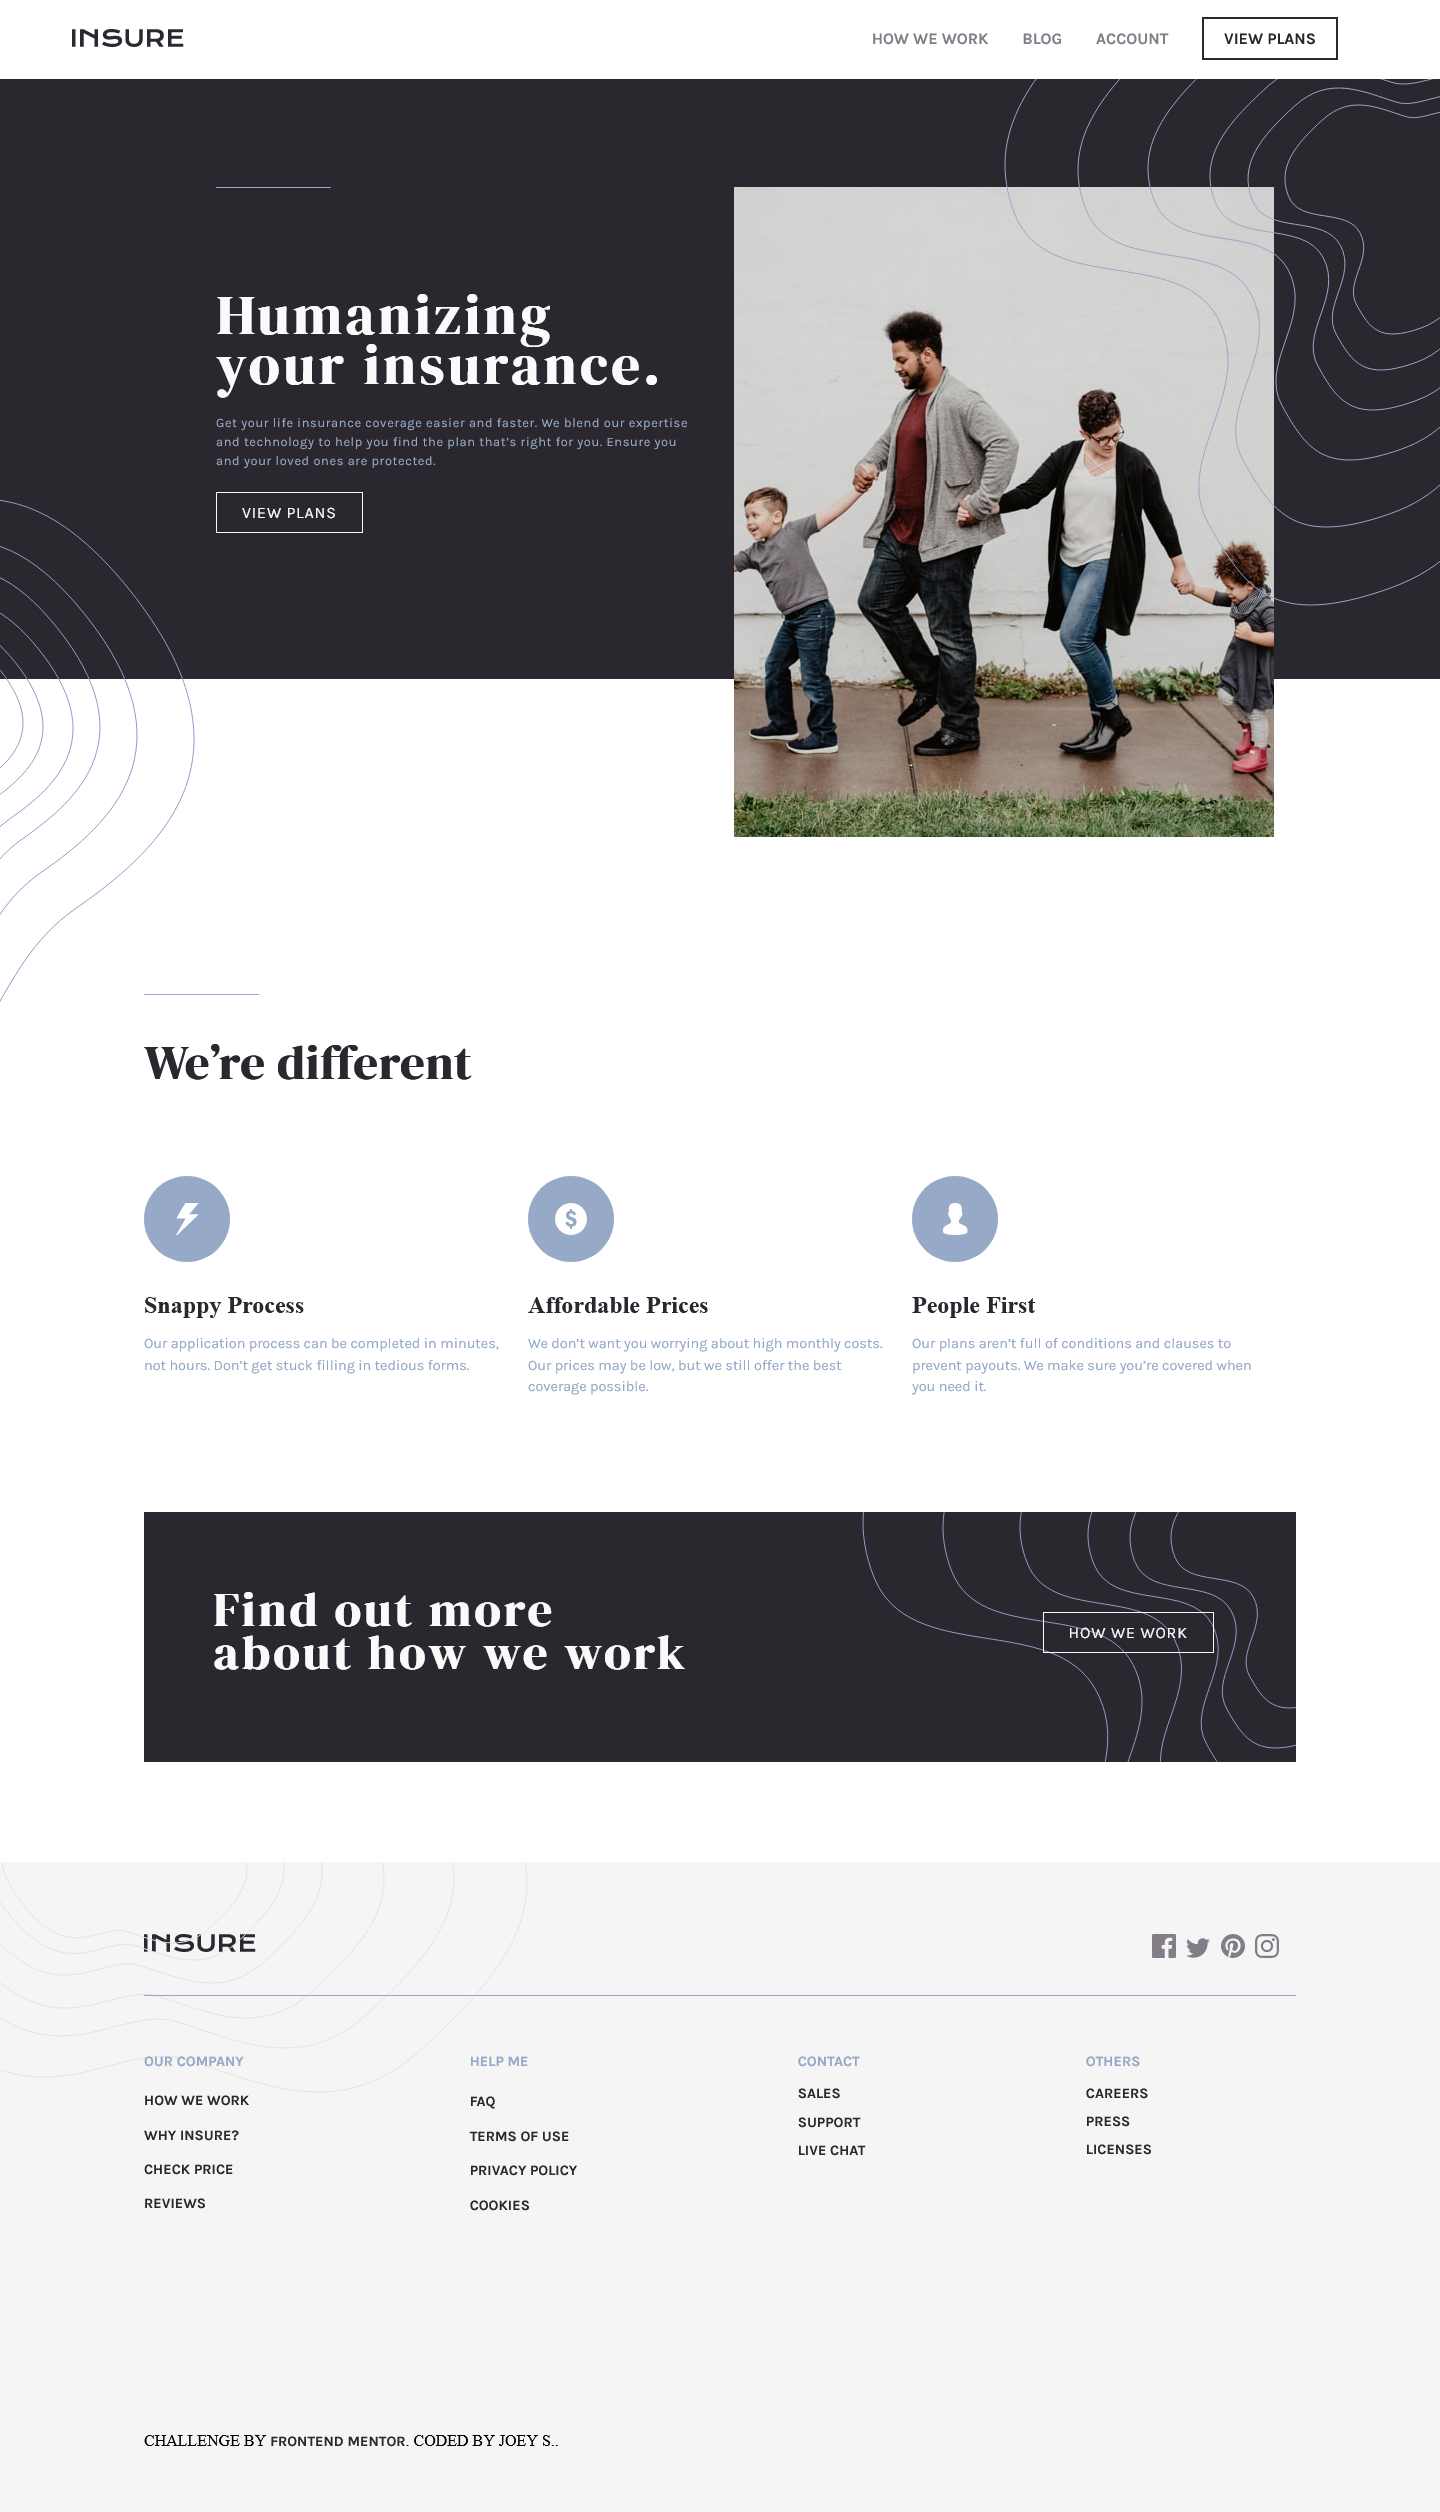 INSURE
HOW WE WORK
BLOG
ACCOUNT
VIEW PLANS
Humanizing
your insurance.
Get your life insurance coverage easier and faster. We blend our expertise
and technology to help you find the plan that’s right for you. Ensure you
and your loved ones are protected.
VIEW PLANS
We’re different
Snappy Process
Our application process can be completed in minutes,
not hours. Don’t get stuck filling in tedious forms.
Affordable Prices
We don’t want you worrying about high monthly costs.
Our prices may be low, but we still offer the best
coverage possible.
People First
Our plans aren’t full of conditions and clauses to
prevent payouts. We make sure you’re covered when
you need it.
Find out more
about how we work
HOW WE WORK
INSURE
OUR COMPANY
HOW WE WORK
WHY INSURE?
CHECK PRICE
REVIEWS
HELP ME
FAQ
TERMS OF USE
PRIVACY POLICY
COOKIES
CONTACT
SALES
SUPPORT
LIVE CHAT
OTHERS
CAREERS
PRESS
LICENSES
CHALLENGE BY FRONTEND MENTOR. CODED BY JOEY S..